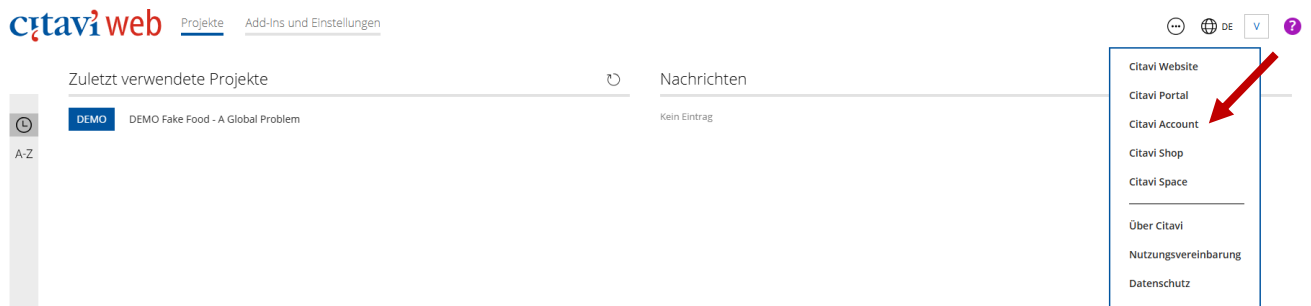 citavi web Projekte Add-Ins und Einstellungen DE V ?
Zuletzt verwendete Projekte
DEMO DEMO Fake Food - A Global Problem
A-Z
Nachrichten
Kein Eintrag
Citavi Website
Citavi Portal
Citavi Account
Citavi Shop
Citavi Space
Über Citavi
Nutzungsvereinbarung
Datenschutz